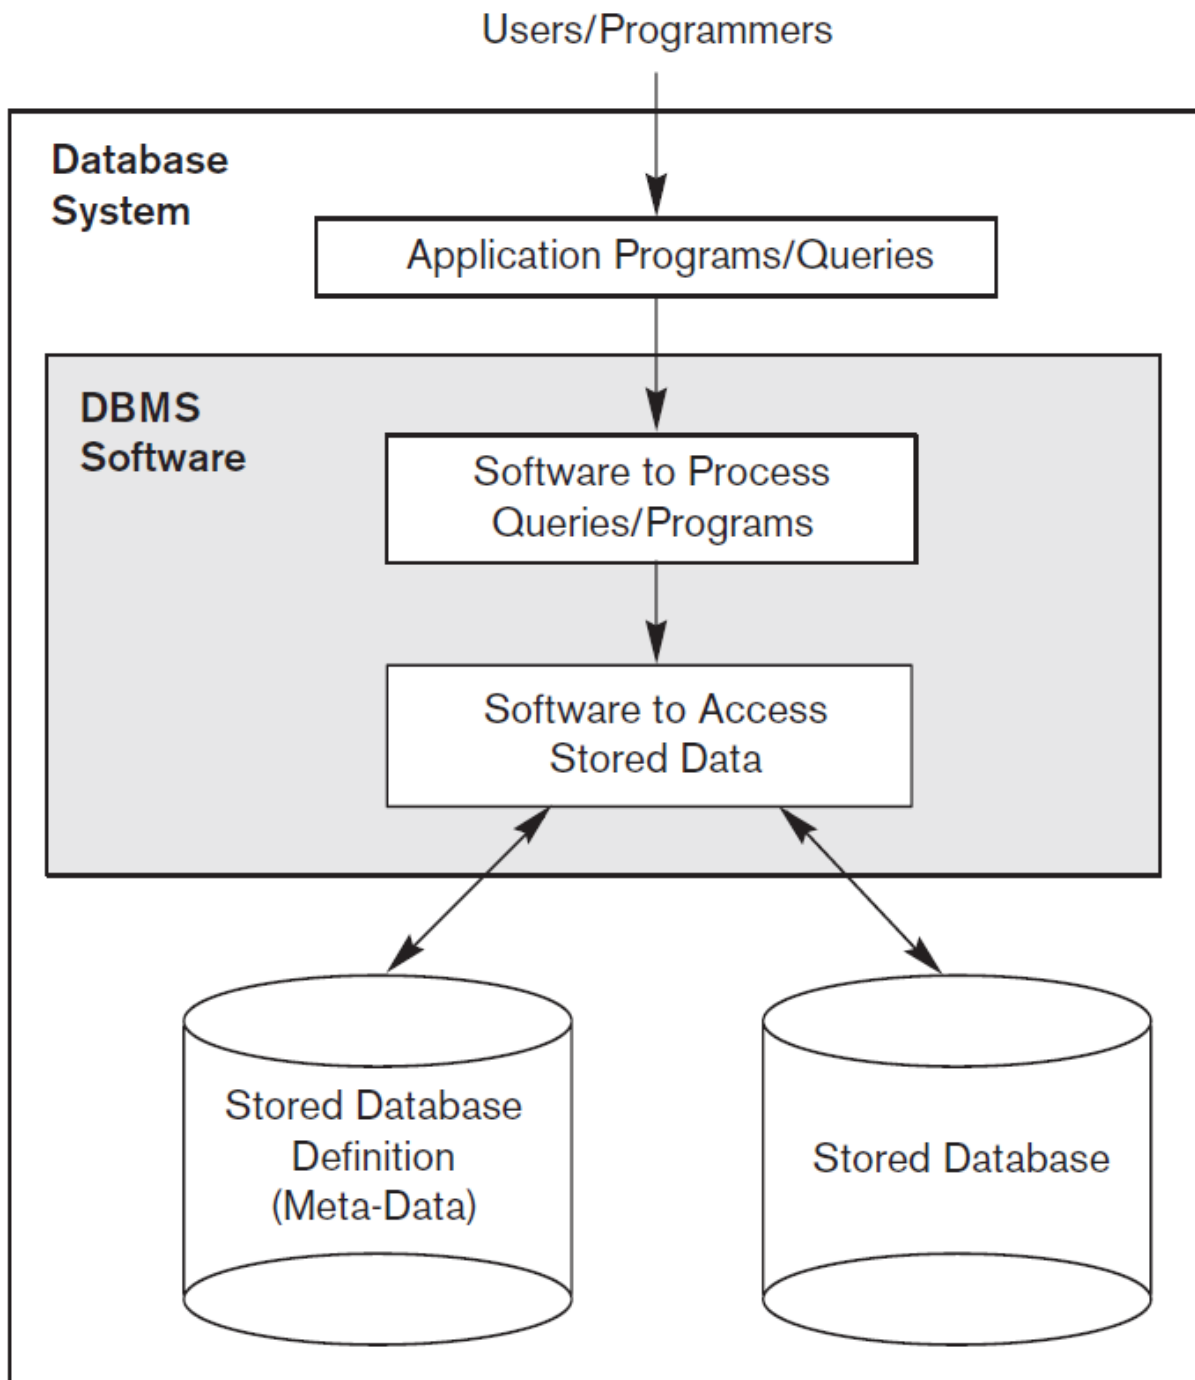 Users/Programmers
Database
System
Application Programs/Queries
DBMS
Software
Software to Process
Queries/Programs
Software to Access
Stored Data
Stored Database
Definition
(Meta-Data)
Stored Database